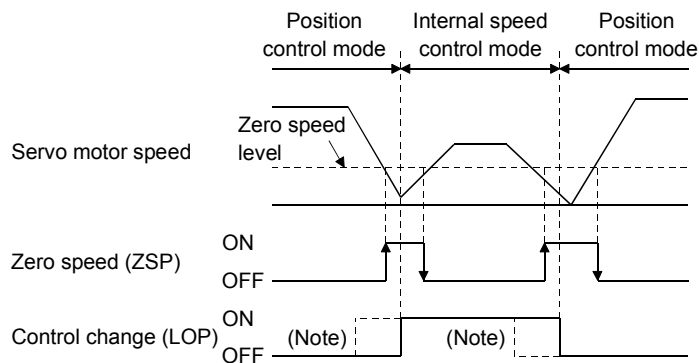 Position
control mode
Internal speed
control mode
Position
control mode
Zero speed
level
Servo motor speed
ON
Zero speed (ZSP)
OFF
ON
Control change (LOP)
(Note)
(Note)
OFF